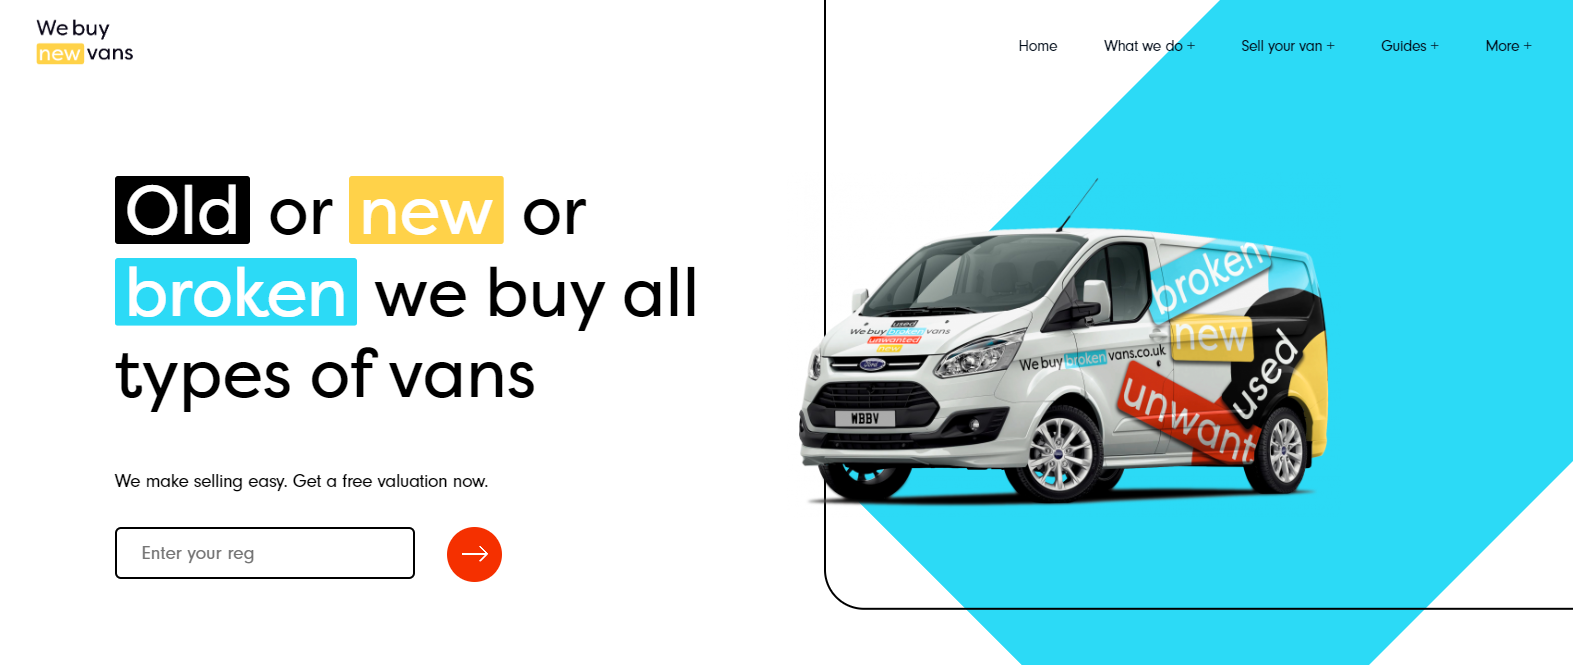 We buy
new vans
Home What we do + Sell your van + Guides + More +
Old or new or
broken we buy all
types of vans
We make selling easy. Get a free valuation now.
Enter your reg
used
We buy broken vans
unwanted
new
Ford
WBBV
We buy broken vans.co.uk
broken!
new
used
unwant